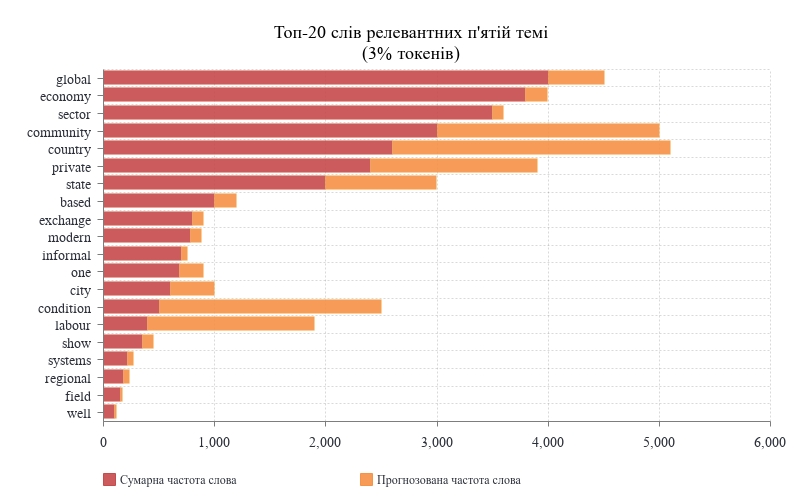 Топ-20 слів релевантних п'ятій темі
(3% токенів)
global
economy
sector
community
country
private
state
based
exchange
modern
informal
one
city
condition
labour
show
systems
regional
field
well
0 1,000 2,000 3,000 4,000 5,000 6,000
Сумарна частота слова Прогнозована частота слова